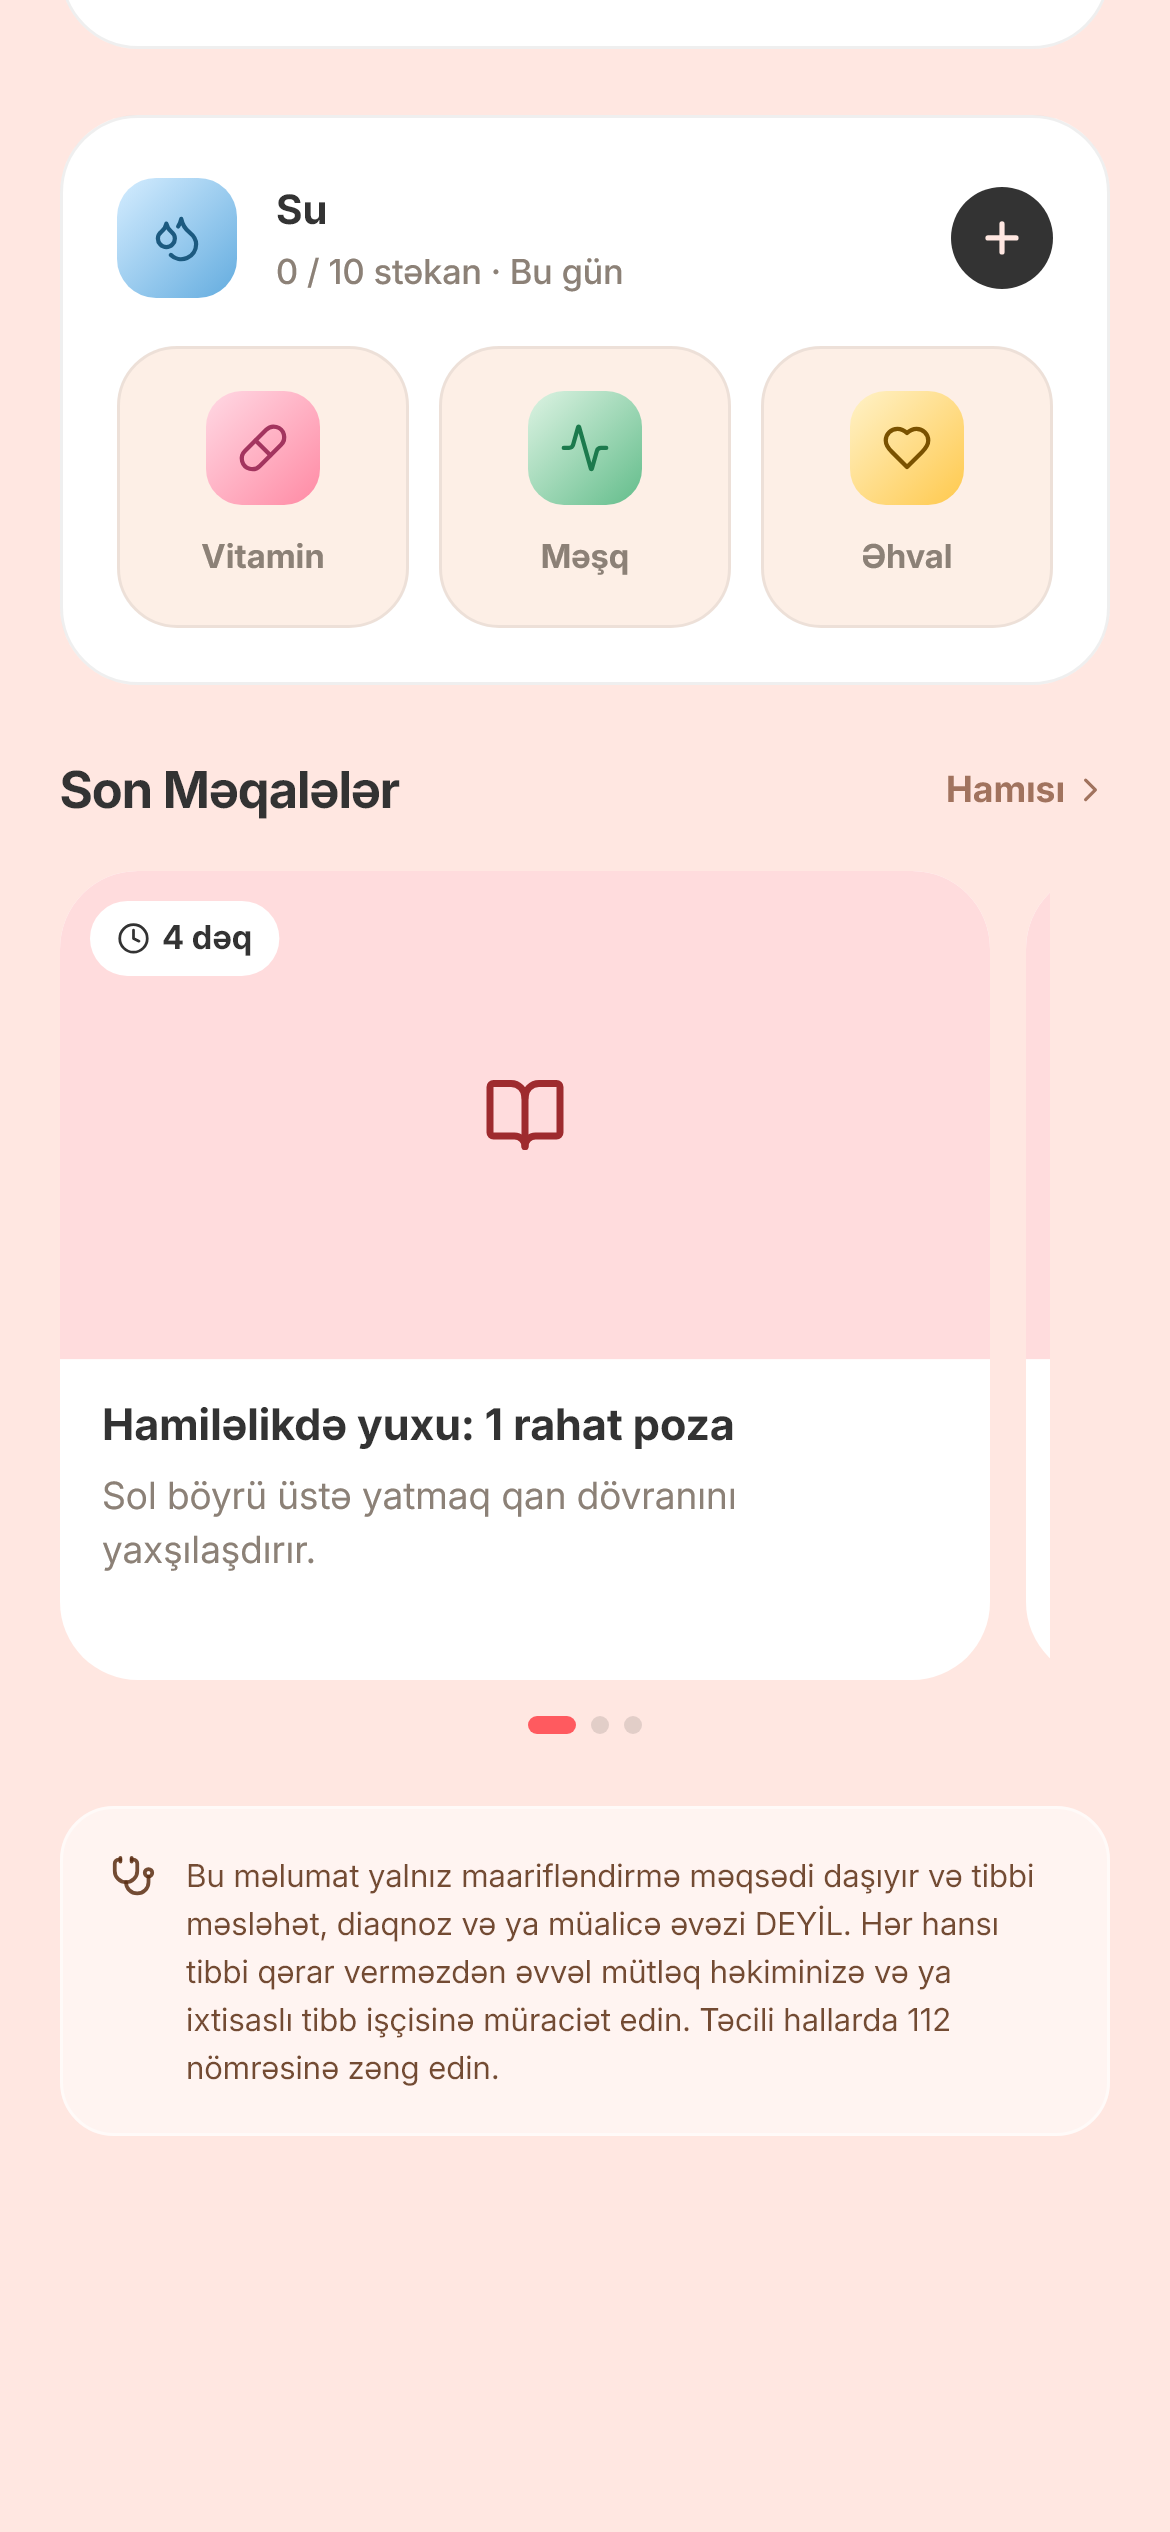 Su
0 / 10 stəkan · Bu gün
Vitamin
Məşq
Əhval
Son Məqalələr
Hamısı
4 dəq
Hamiləlikdə yuxu: 1 rahat poza
Sol böyrü üstə yatmaq qan dövranını
yaxşılaşdırır.
Bu məlumat yalnız maarifləndirmə məqsədi daşıyır və tibbi
məsləhət, diaqnoz və ya müalicə əvəzi DEYİL. Hər hansı
tibbi qərar verməzdən əvvəl mütləq həkiminizə və ya
ixtisaslı tibb işçisinə müraciət edin. Təcili hallarda 112
nömrəsinə zəng edin.